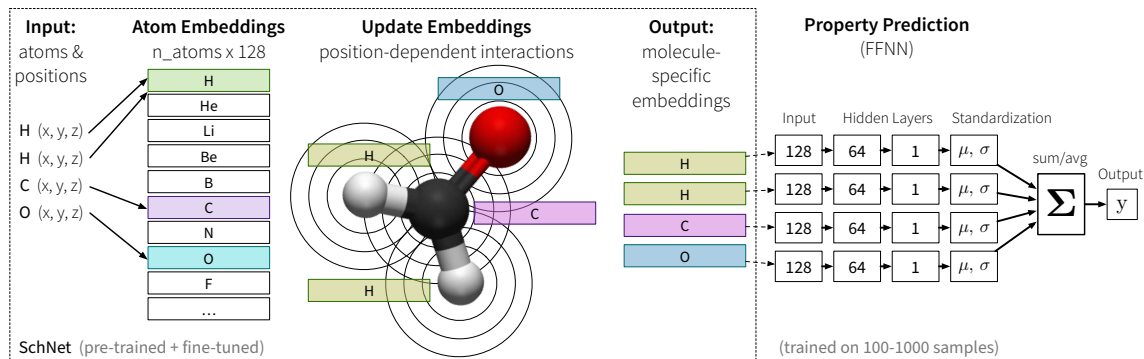 Input:
atoms &
positions
H (x, y, z)
H (x, y, z)
C (x, y, z)
O (x, y, z)
Atom Embeddings
n_atoms x 128
H
He
Li
Be
B
C
N
O
F
...
Update Embeddings
position-dependent interactions
O
H
C
H
Output:
molecule-
specific
embeddings
H
H
C
O
SchNet (pre-trained + fine-tuned)
Property Prediction
(FFNN)
Input Hidden Layers Standardization
128 64 1 μ, σ
128 64 1 μ, σ
128 64 1 μ, σ
128 64 1 μ, σ
sum/avg
Σ
Output
y
(trained on 100-1000 samples)